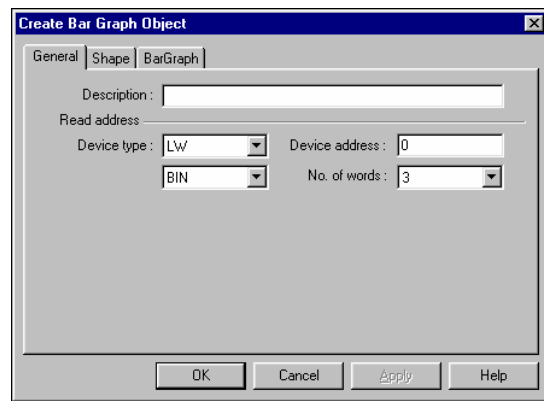 Create Bar Graph Object
General Shape BarGraph
Description :
Read address
Device type : LW Device address : 0
BIN No. of words : 3
OK Cancel Apply Help